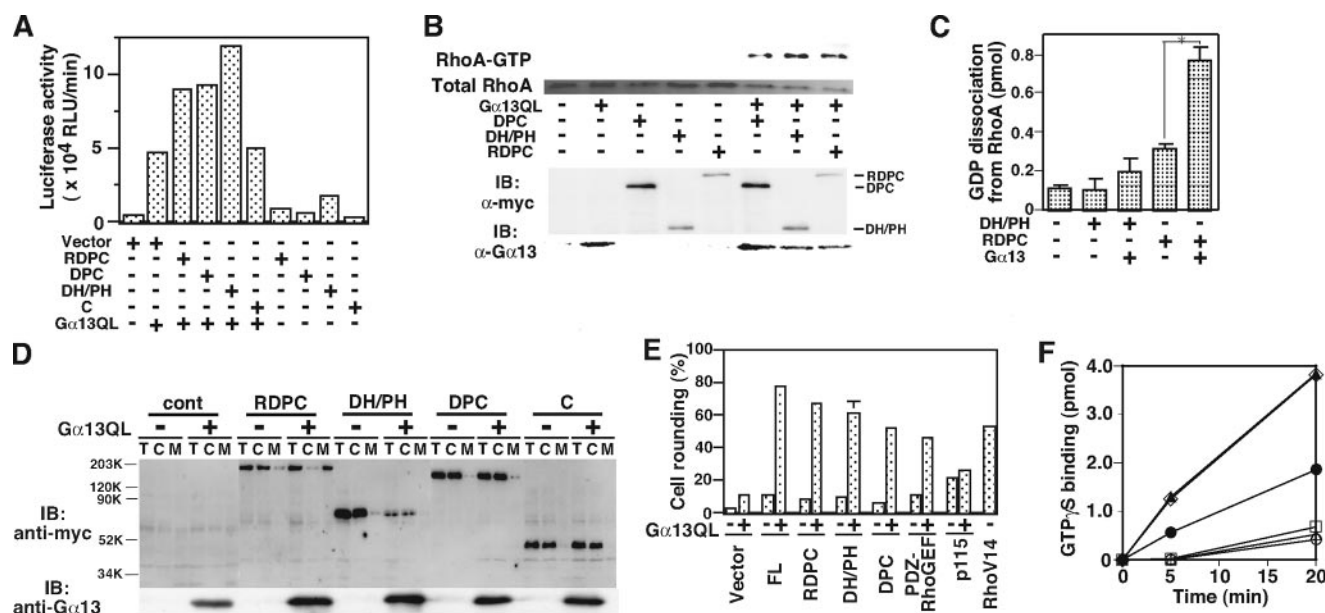 A
Luciferase activity
( x 10⁴ RLU/min)
10
5
0
Vector + + - - - - - - - -
RDPC - - + - - - + - - -
DPC - - - + - - - + - -
DH/PH - - - - + - - - + -
C - - - - - + - - - +
Gα13QL - + + + + + - - - -
B
RhoA-GTP
Total RhoA
Gα13QL - + - - - + + +
DPC - - + - - + - -
DH/PH - - - + - - + -
RDPC - - - - + - - +
IB:
α-myc
IB:
α-Gα13
RDPC
DPC
DH/PH
C
GDP dissociation
from RhoA (pmol)
0.8
0.6
0.4
0.2
0.0
*
DH/PH - + + - -
RDPC - - - + +
Gα13 - - + - +
D
cont RDPC DH/PH DPC C
Gα13QL - + - + - + - + - +
T C M T C M T C M T C M T C M T C M T C M T C M T C M T C M
203K
120K
90K
52K
34K
IB:
anti-myc
IB:
anti-Gα13
E
Cell rounding (%)
100
80
60
40
20
0
Gα13QL - + - + - + - + - + - + - + -
Vector
FL
RDPC
DH/PH
DPC
PDZ-
RhoGEF
p115
RhoV14
F
GTPγS binding (pmol)
4.0
3.0
2.0
1.0
0
0 5 10 15 20
Time (min)